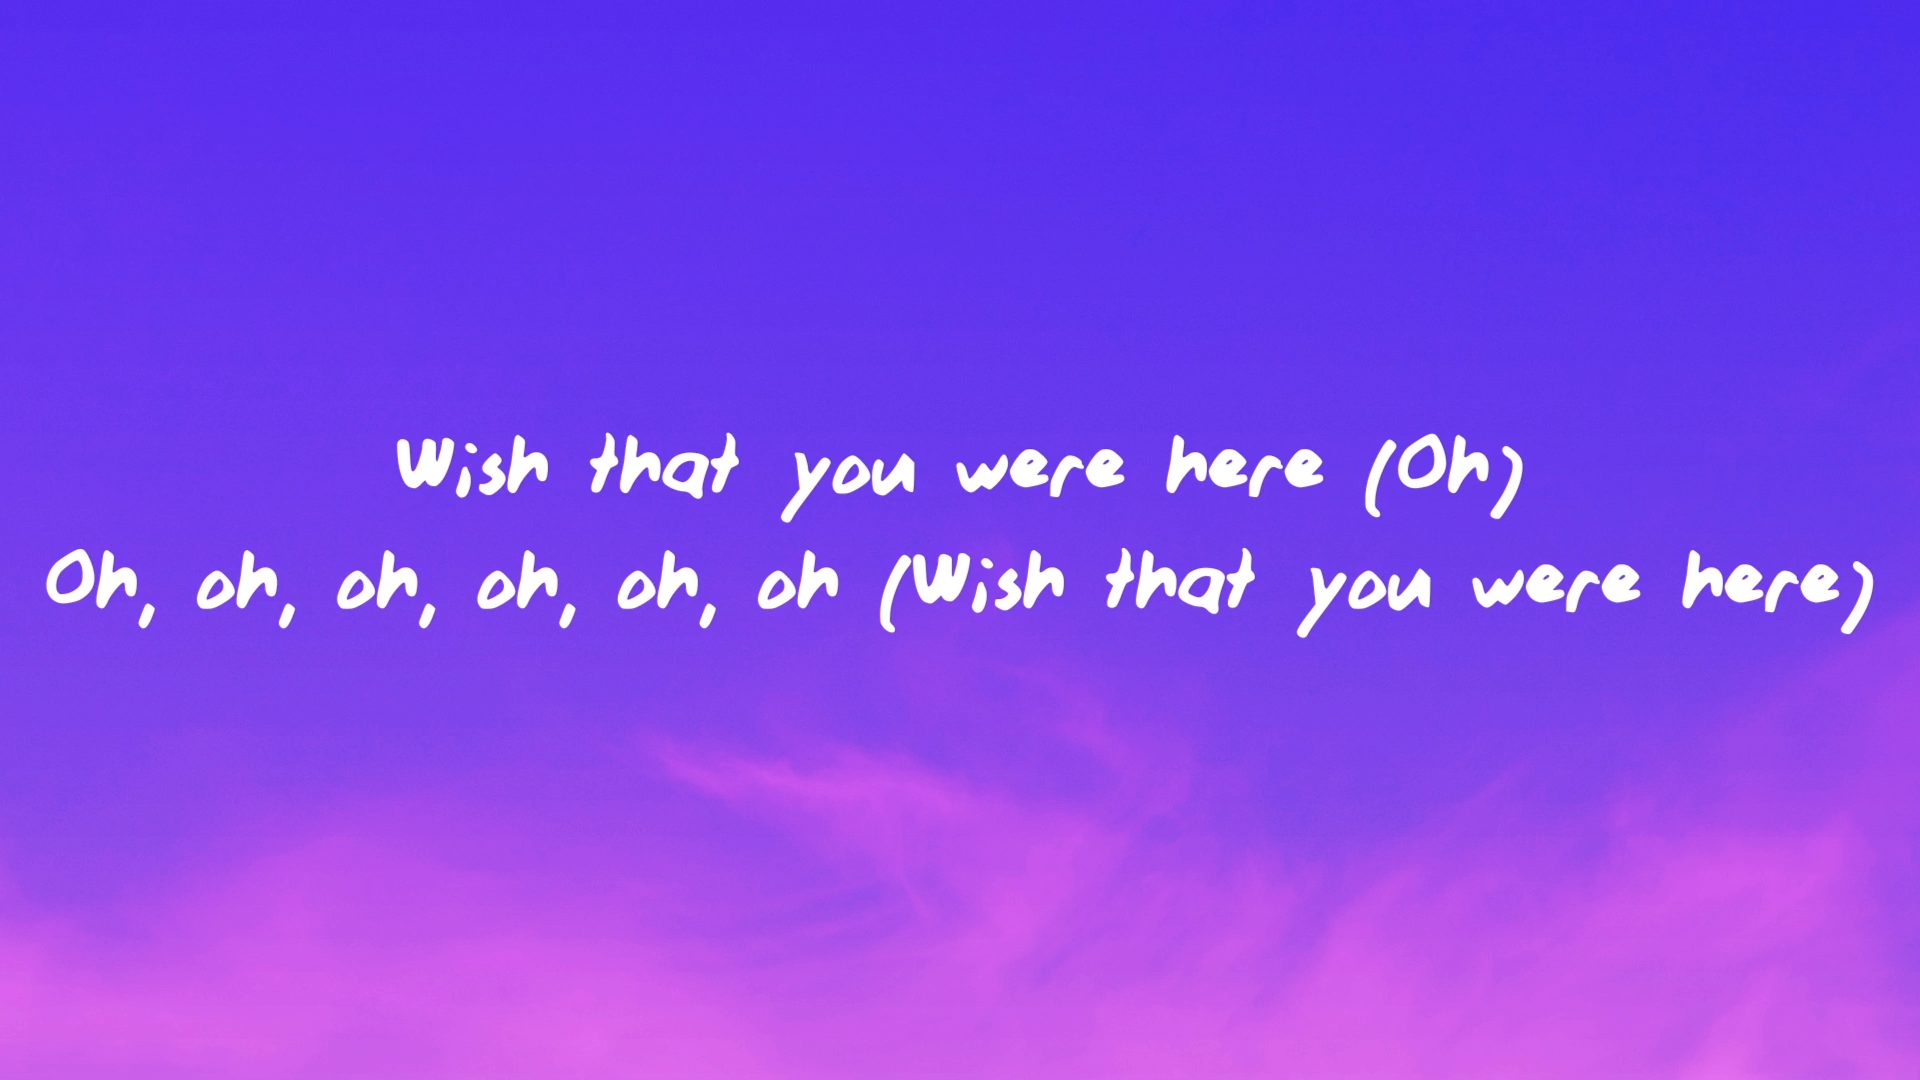 Wish that you were here (Oh)
Oh, oh, oh, oh, oh, oh (Wish that you were here)